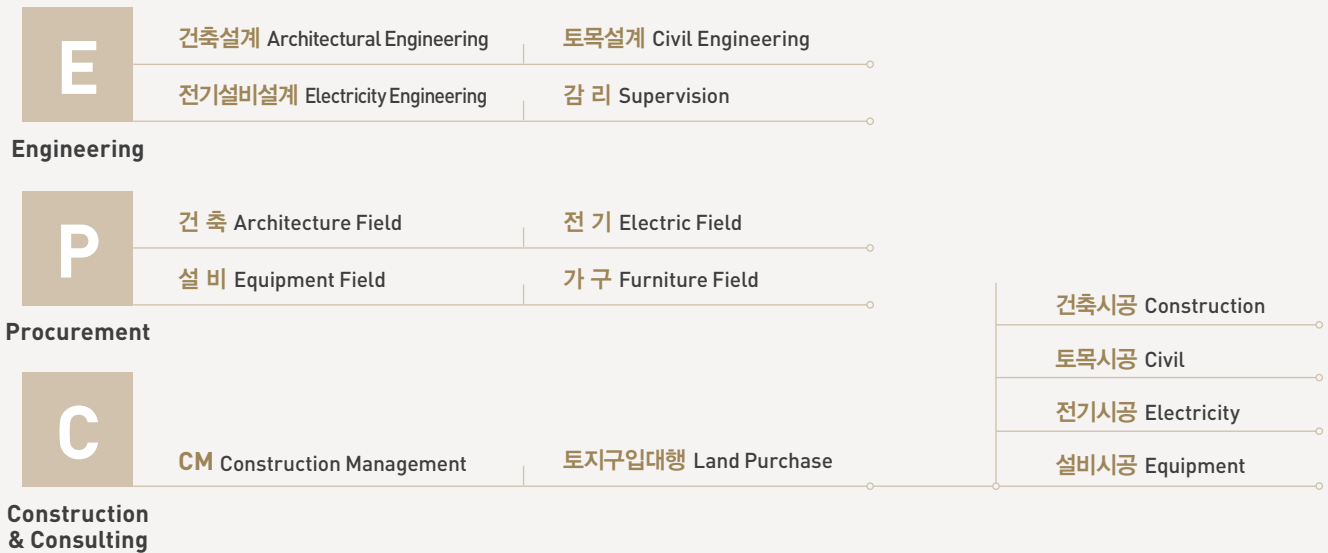 E
건축설계 Architectural Engineering
토목설계 Civil Engineering
전기설비설계 Electricity Engineering
감 리 Supervision
Engineering
P
건 축 Architecture Field
전 기 Electric Field
설 비 Equipment Field
가 구 Furniture Field
Procurement
C
CM Construction Management
토지구입대행 Land Purchase
건축시공 Construction
토목시공 Civil
전기시공 Electricity
설비시공 Equipment
Construction
& Consulting